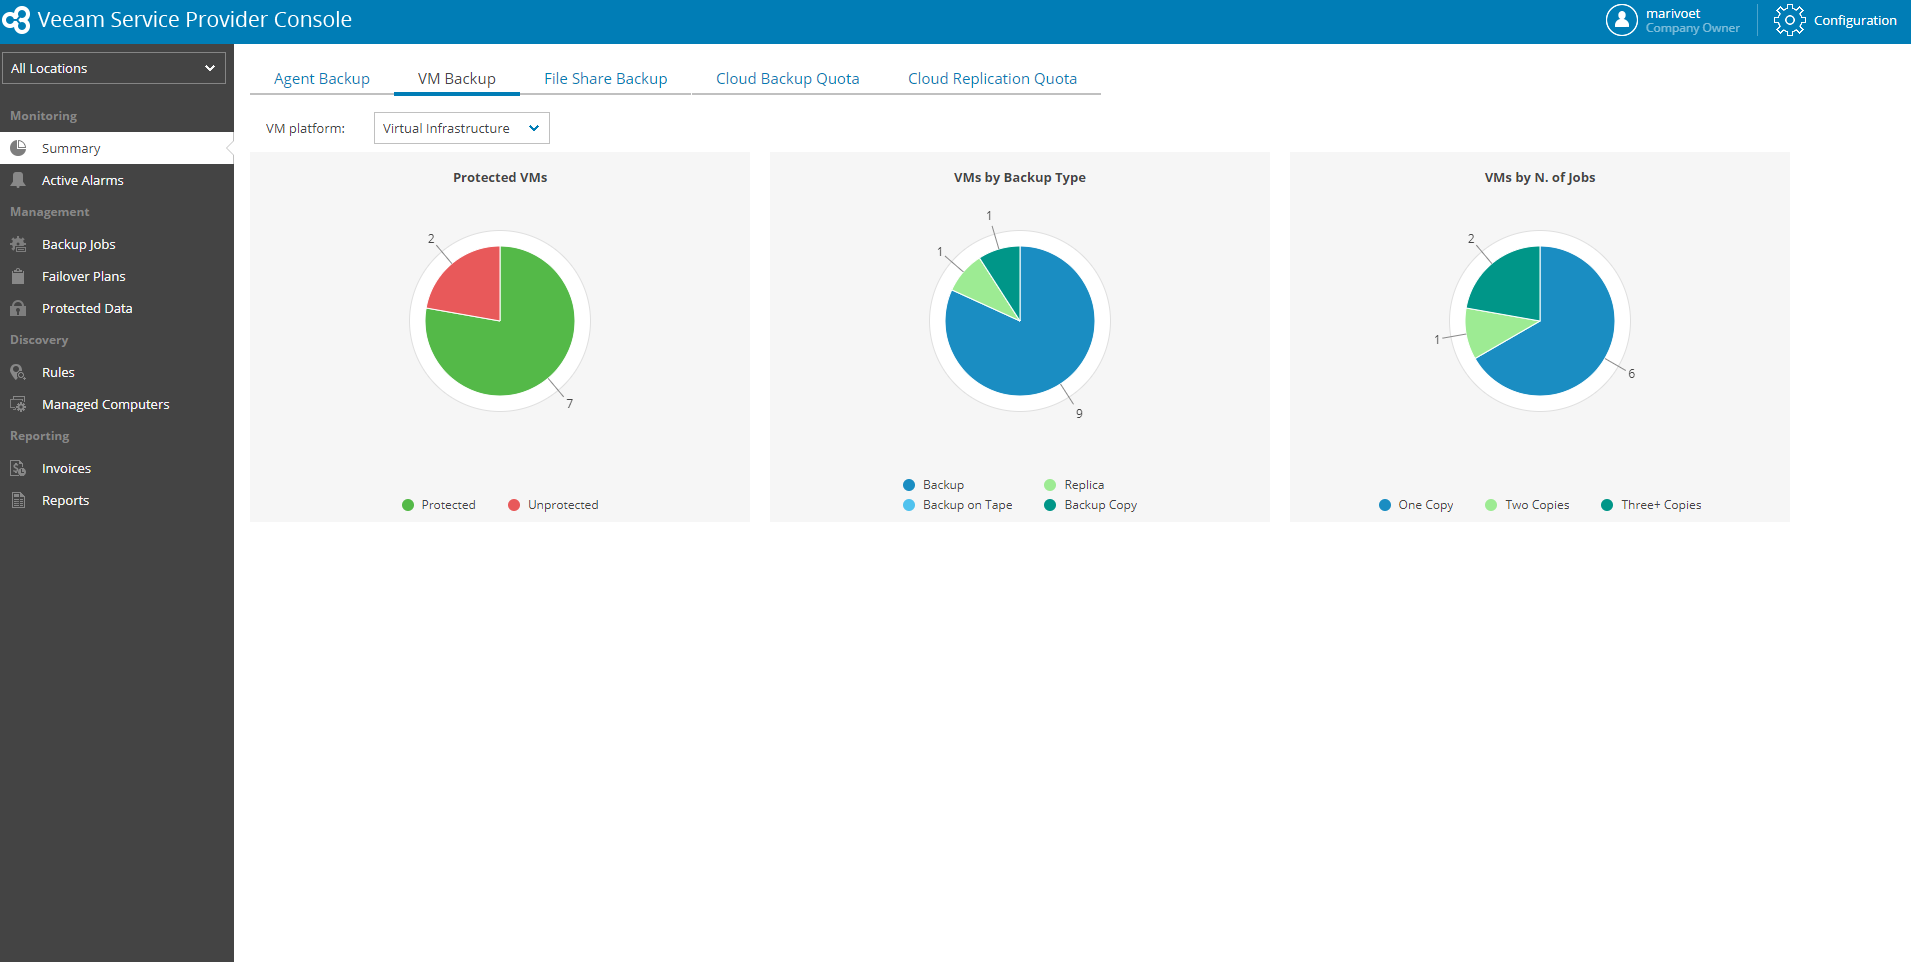 Veeam Service Provider Console
marivoet
Company Owner
Configuration
All Locations
Monitoring
Summary
Active Alarms
Management
Backup Jobs
Failover Plans
Protected Data
Discovery
Rules
Managed Computers
Reporting
Invoices
Reports
Agent Backup
VM Backup
File Share Backup
Cloud Backup Quota
Cloud Replication Quota
VM platform:
Virtual Infrastructure
Protected VMs
2
7
Protected
Unprotected
VMs by Backup Type
1
1
9
Backup
Replica
Backup on Tape
Backup Copy
VMs by N. of Jobs
2
1
6
One Copy
Two Copies
Three+ Copies